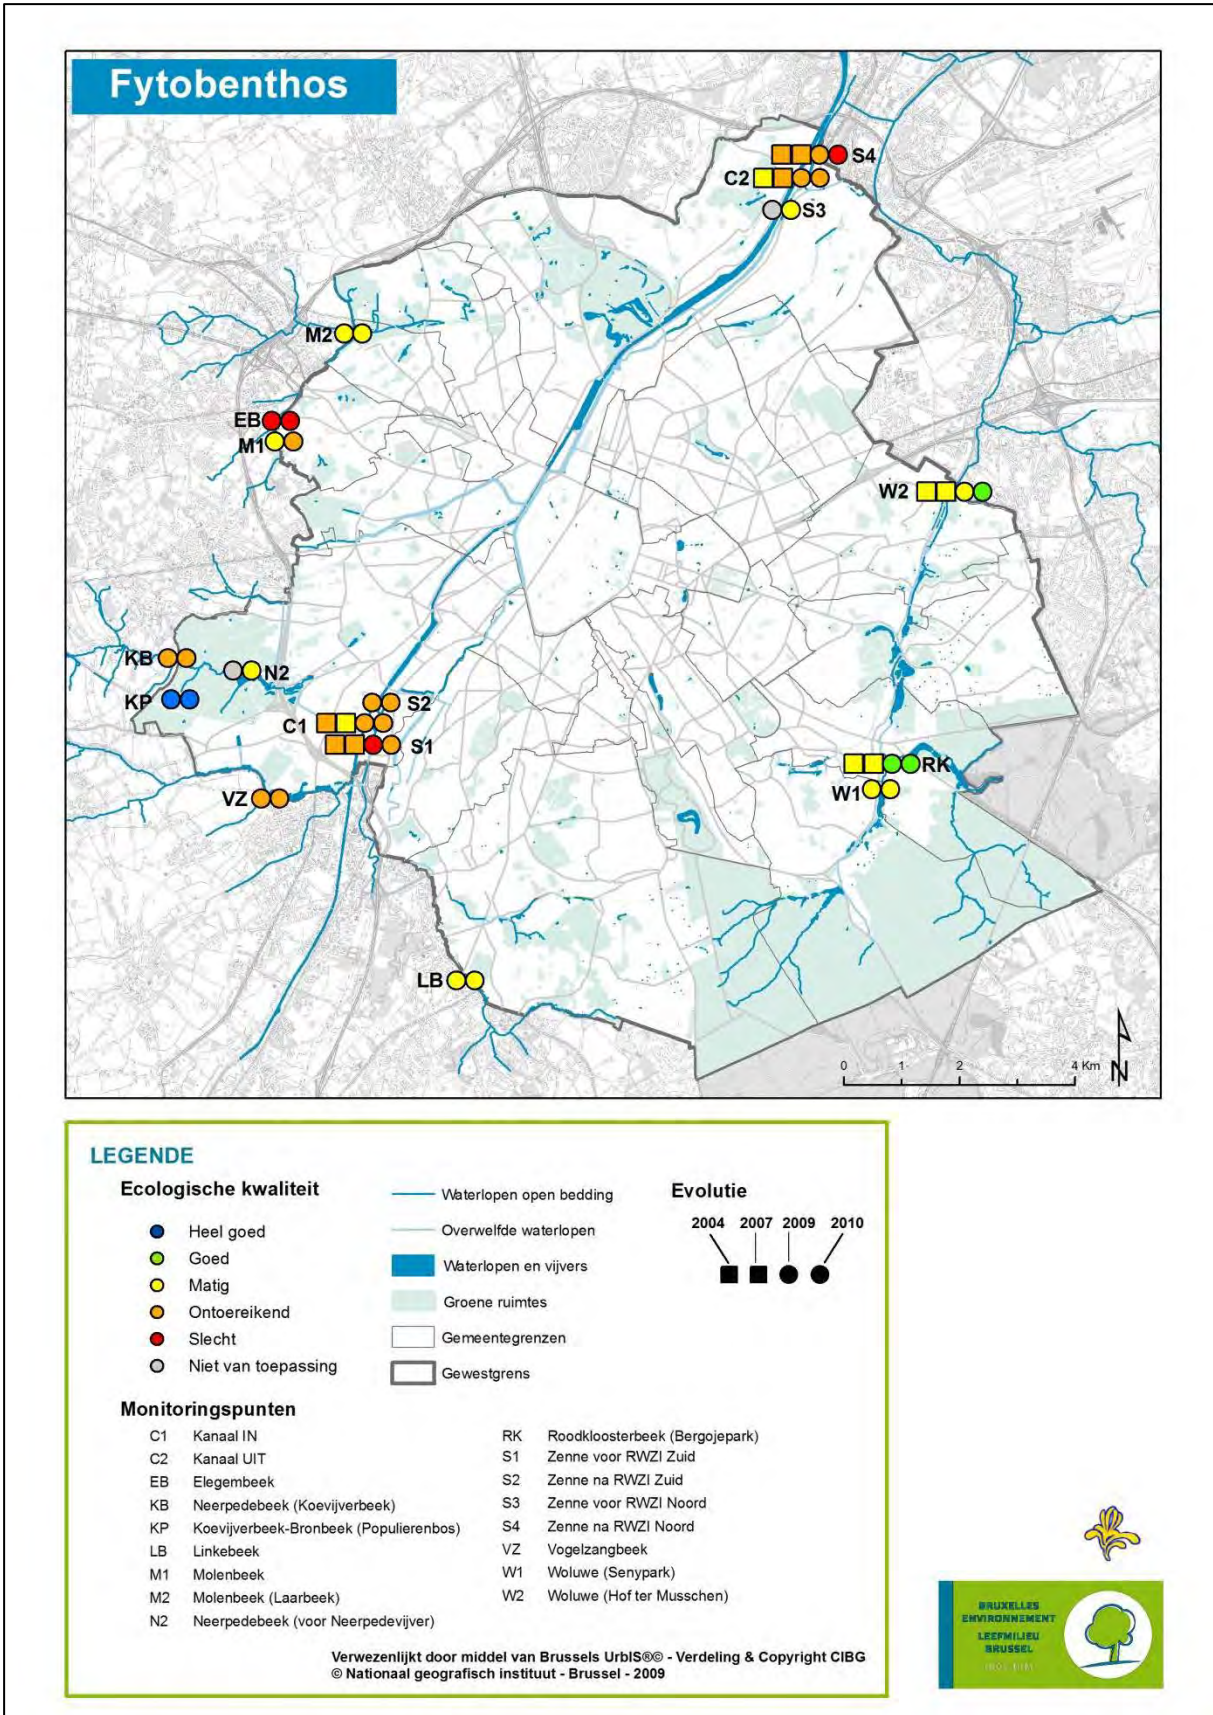 Fytobenthos
S4
C2
S3
M2
EB
M1
W2
KB
N2
KP
S2
C1
S1
RK
VZ
W1
LB
0 1 2 4 Km
N
LEGENDE
Ecologische kwaliteit
Heel goed
Goed
Matig
Ontoereikend
Slecht
Niet van toepassing
Waterlopen open bedding
Overwelfde waterlopen
Waterlopen en vijvers
Groene ruimtes
Gemeentegrenzen
Gewestgrens
Evolutie
2004 2007 2009 2010
Monitoringspunten
C1 Kanaal IN
C2 Kanaal UIT
EB Elegembeek
KB Neerpedebeek (Koevijverbeek)
KP Koevijverbeek-Bronbeek (Populierenbos)
LB Linkebeek
M1 Molenbeek
M2 Molenbeek (Laarbeek)
N2 Neerpedebeek (voor Neerpedevijver)
RK Roodkloosterbeek (Bergojepark)
S1 Zenne voor RWZI Zuid
S2 Zenne na RWZI Zuid
S3 Zenne voor RWZI Noord
S4 Zenne na RWZI Noord
VZ Vogelzangbeek
W1 Woluwe (Senypark)
W2 Woluwe (Hof ter Musschen)
Verwezenlijkt door middel van Brussels UrbIS®© - Verdeling & Copyright CIBG
© Nationaal geografisch instituut - Brussel - 2009
BRUXELLES
ENVIRONNEMENT
LEEFMILIEU
BRUSSEL